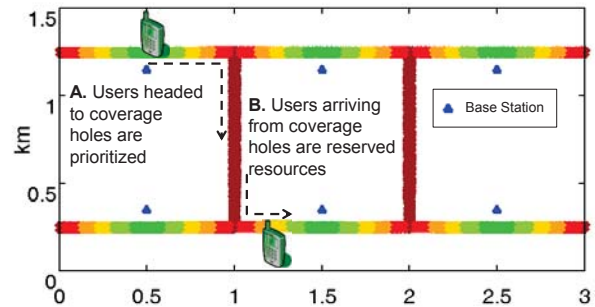 1.5
1
0.5
0
km
A. Users headed
to coverage
holes are
prioritized
B. Users arriving
from coverage
holes are reserved
resources
Base Station
0 0.5 1 1.5 2 2.5 3